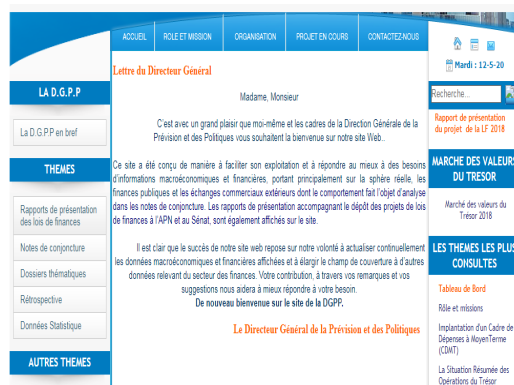 ACCUEIL ROLE ET MISSION ORGANISATION PROJET EN COURS CONTACTEZ-NOUS
LA D.G.P.P
La D.G.P.P en bref
THEMES
Rapports de présentation
des lois de finances
Notes de conjoncture
Dossiers thématiques
Rétrospective
Données Statistique
AUTRES THEMES
Lettre du Directeur Général
Madame, Monsieur
C'est avec un grand plaisir que moi-même et les cadres de la Direction Générale de la
Prévision et des Politiques vous souhaitent la bienvenue sur notre site Web..
Ce site a été conçu de manière à faciliter son exploitation et à répondre au mieux à des besoins
d'informations macroéconomiques et financières, portant principalement sur la sphère réelle, les
finances publiques et les échanges commerciaux extérieurs dont le comportement fait l'objet d'analyse
dans les notes de conjoncture. Les rapports de présentation accompagnant le dépôt des projets de lois
de finances à l'APN et au Sénat, sont également affichés sur le site.
Il est clair que le succès de notre site web repose sur notre volonté à actualiser continuellement
les données macroéconomiques et financières affichées et à élargir le champ de couverture à d'autres
données relevant du secteur des finances. Votre contribution, à travers vos remarques et vos
suggestions nous aidera à mieux répondre à votre besoin.
De nouveau bienvenue sur le site de la DGPP.
Le Directeur Général de la Prévision et des Politiques
Mardi : 12-5-20
Recherche...
Rapport de présentation
du projet de la LF 2018
MARCHE DES VALEURS
DU TRESOR
Marché des valeurs du
Trésor 2018
LES THEMES LES PLUS
CONSULTES
Tableau de Bord
Rôle et missions
Implantation d'un Cadre de
Dépenses à MoyenTerme
(CDMT)
La Situation Résumée des
Opérations du Trésor